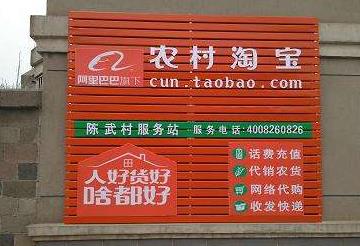 农村淘宝
阿里巴巴旗下
cun.taobao.com
陈武村服务站 服务电话:4008260826
人好货好
啥都好
话费充值
代销农货
网络代购
收发快递